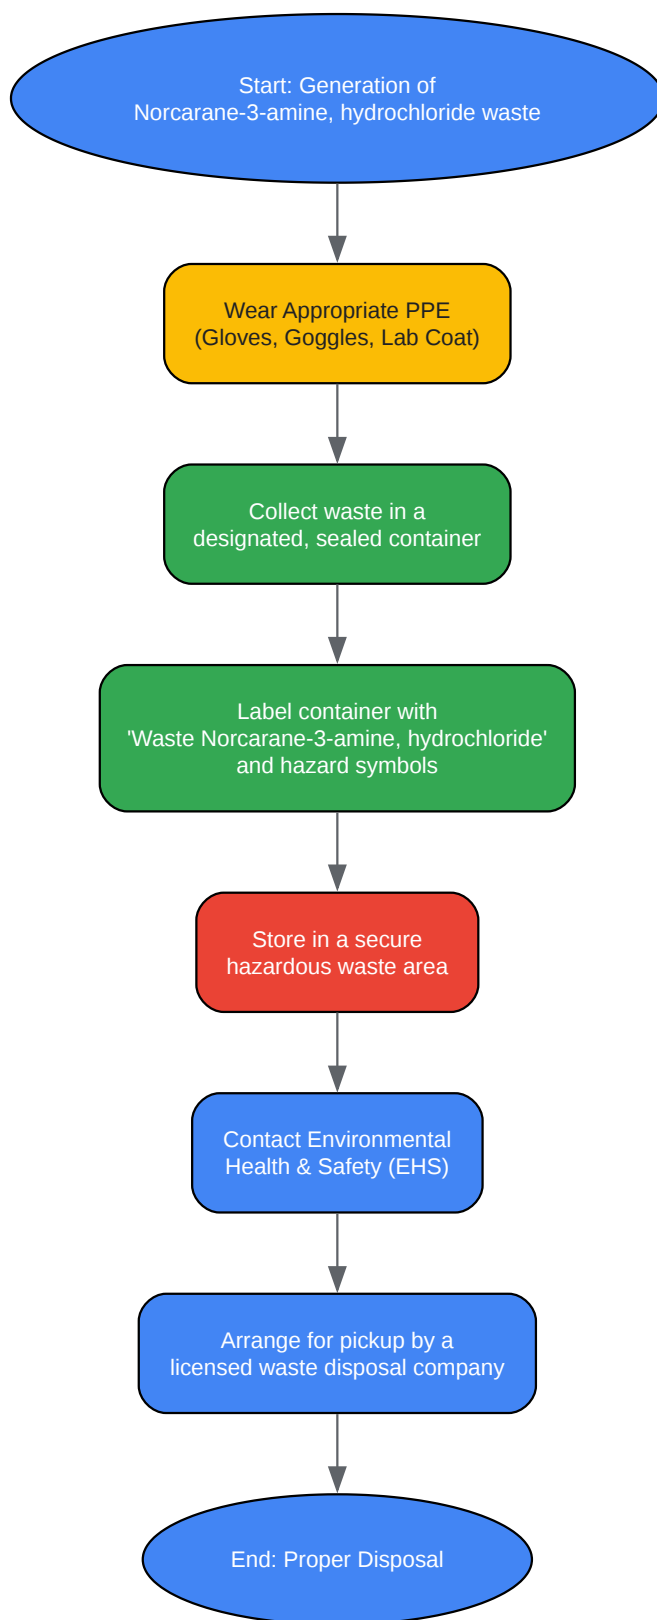 Start: Generation of
Norcarane-3-amine, hydrochloride waste
Wear Appropriate PPE
(Gloves, Goggles, Lab Coat)
Collect waste in a
designated, sealed container
Label container with
'Waste Norcarane-3-amine, hydrochloride'
and hazard symbols
Store in a secure
hazardous waste area
Contact Environmental
Health & Safety (EHS)
Arrange for pickup by a
licensed waste disposal company
End: Proper Disposal